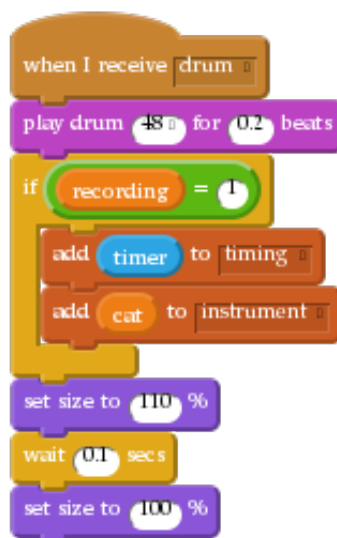 when I receive drum
play drum 48 for 0.2 beats
if recording = 1
add timer to timing
add cat to instrument
set size to 110 %
wait 0.1 secs
set size to 100 %